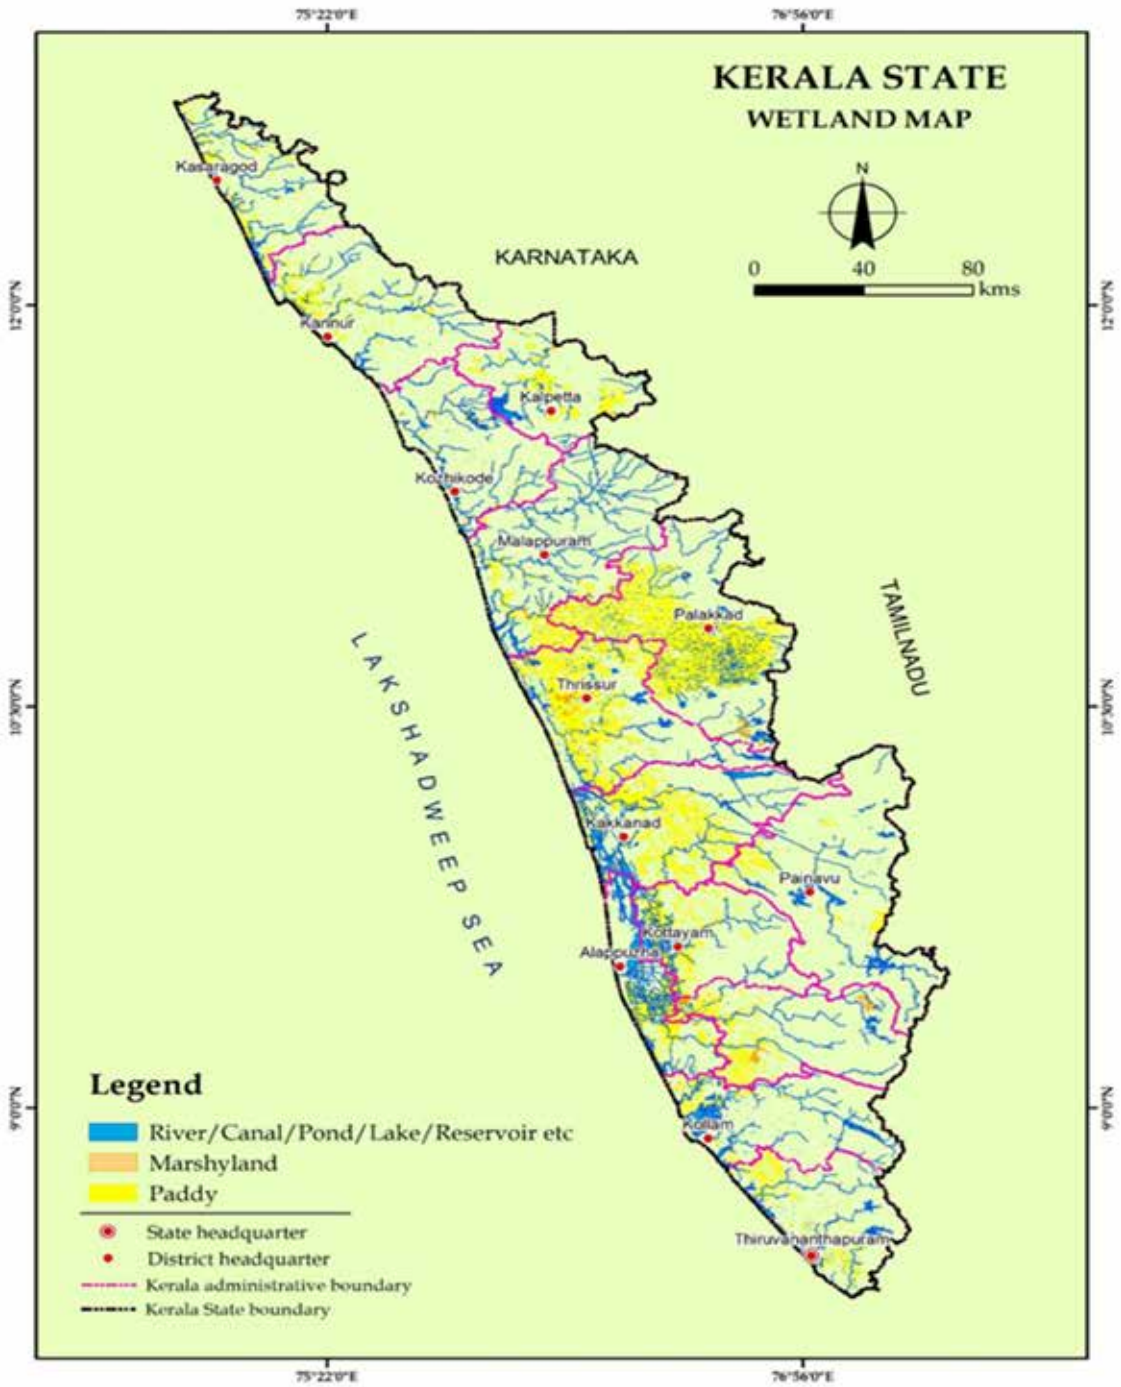 75°22'0"E
76°56'0"E
KERALA STATE
WETLAND MAP
N
0 40 80
kms
KARNATAKA
12°0'0"N
12°0'0"N
Kasaragod
Kannur
Kalpetta
Kozhikode
Malappuram
Palakkad
TAMILNADU
LAKSHADWEEP SEA
Thrissur
10°30'0"N
10°30'0"N
Kakkanad
Painavu
Kottayam
Alappuzha
Kollam
Thiruvananthapuram
9°0'0"N
9°0'0"N
Legend
River/Canal/Pond/Lake/Reservoir etc
Marshyland
Paddy
State headquarter
District headquarter
Kerala administrative boundary
Kerala State boundary
75°22'0"E
76°56'0"E